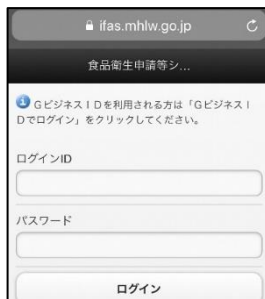 ifas.mhlw.go.jp
食品衛生申請等シ...
GビジネスIDを利用される方は「GビジネスI
Dでログイン」をクリックしてください。
ログインID
パスワード
ログイン